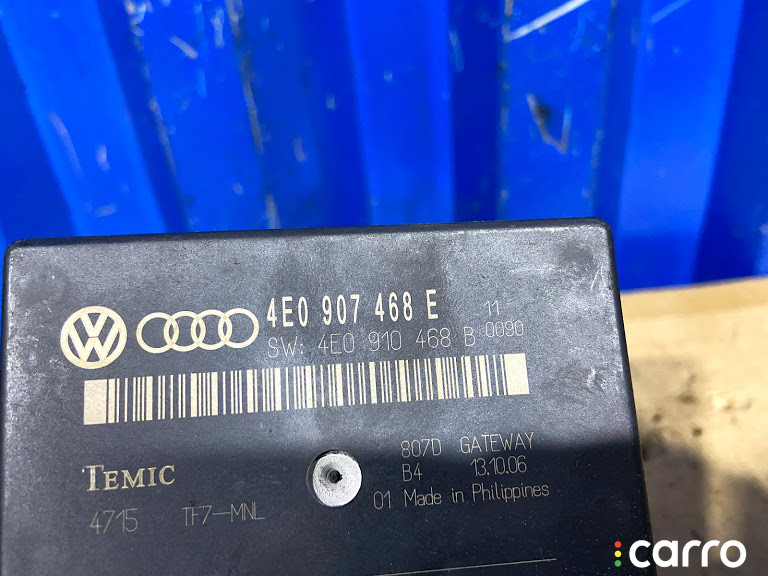 4E0 907 468 E 11
SW: 4E0 910 468 B 0090
TEMIC
807D GATEWAY
B4 13.10.06
01 Made in Philippines
4715 TF7-MNL
carro